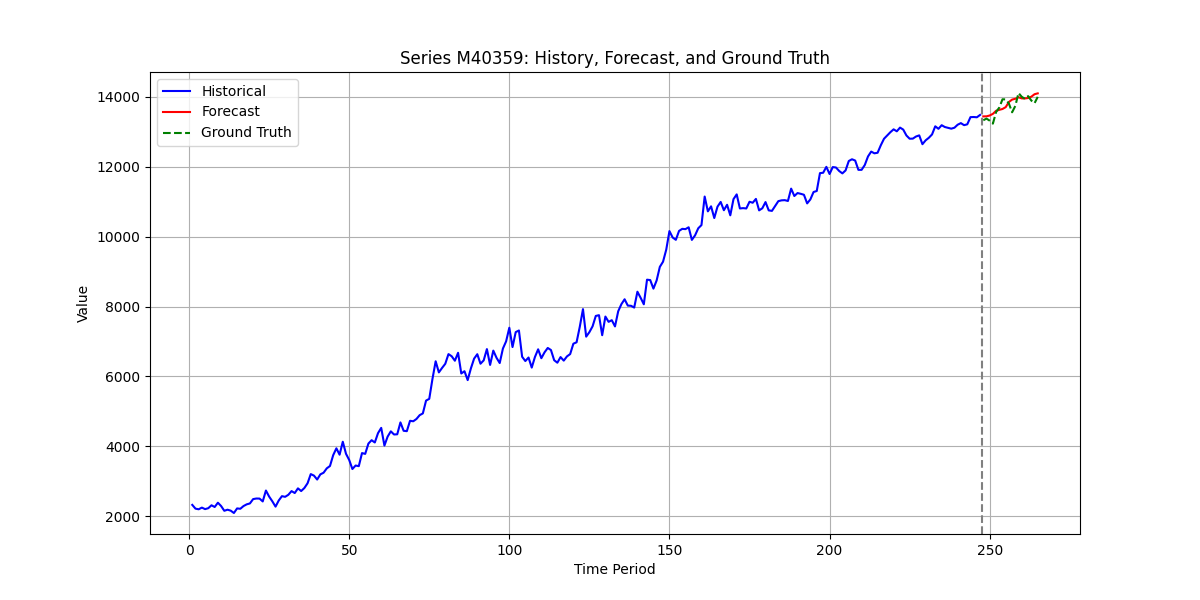 Series M40359: History, Forecast, and Ground Truth
Historical
Forecast
Ground Truth
14000
12000
10000
8000
6000
4000
2000
Value
0 50 100 150 200 250
Time Period